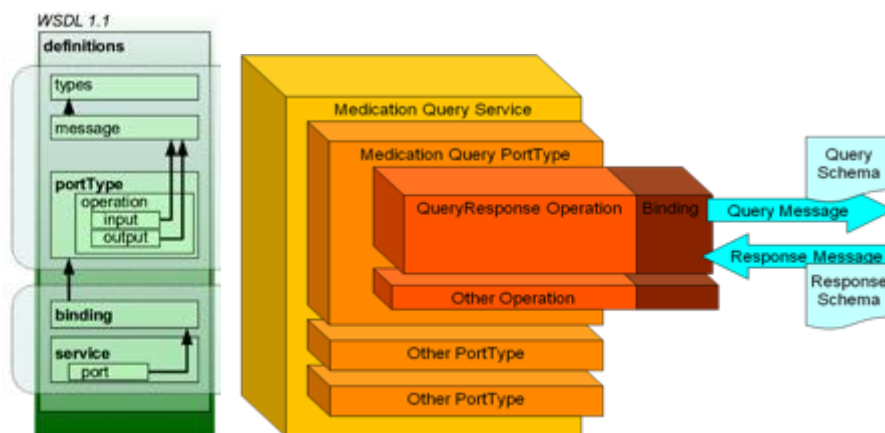 WSDL 1.1
definitions
types
message
portType
operation
input
output
binding
service
port
Medication Query Service
Medication Query PortType
QueryResponse Operation
Binding
Other Operation
Other PortType
Other PortType
Query
Schema
Query Message
Response Message
Response
Schema